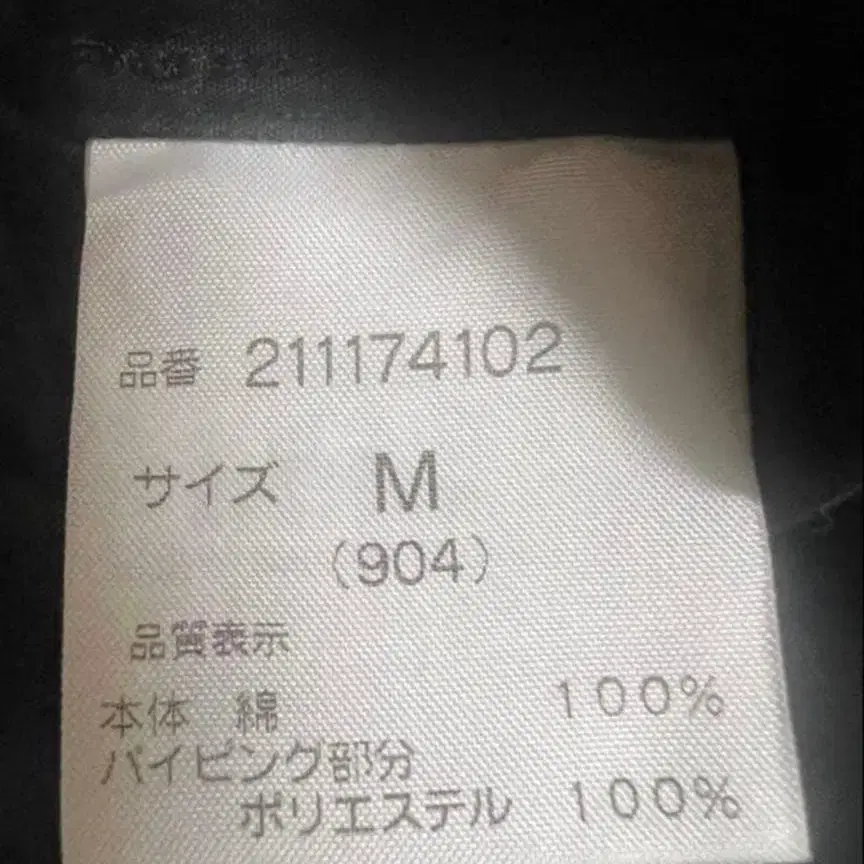 品番 211174102
サイズ M
(904)
品質表示
本体 綿 100%
パイピング部分
ポリエステル 100%